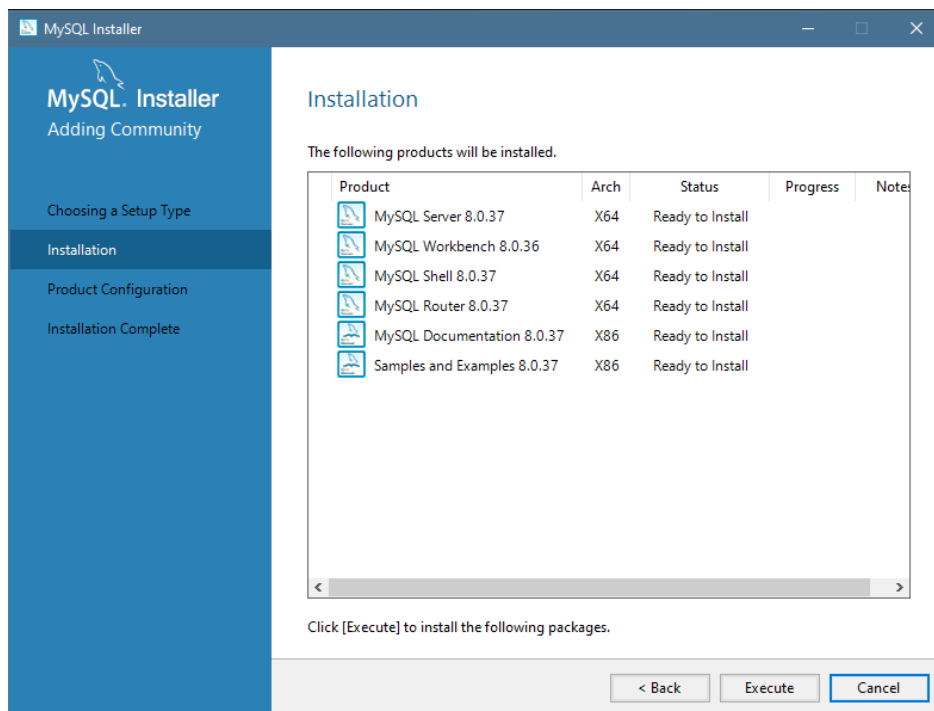 MySQL Installer
MySQL. Installer
Adding Community
Choosing a Setup Type
Installation
Product Configuration
Installation Complete
Installation
The following products will be installed.
Product Arch Status Progress Notes
MySQL Server 8.0.37 X64 Ready to Install
MySQL Workbench 8.0.36 X64 Ready to Install
MySQL Shell 8.0.37 X64 Ready to Install
MySQL Router 8.0.37 X64 Ready to Install
MySQL Documentation 8.0.37 X86 Ready to Install
Samples and Examples 8.0.37 X86 Ready to Install
Click [Execute] to install the following packages.
< Back Execute Cancel